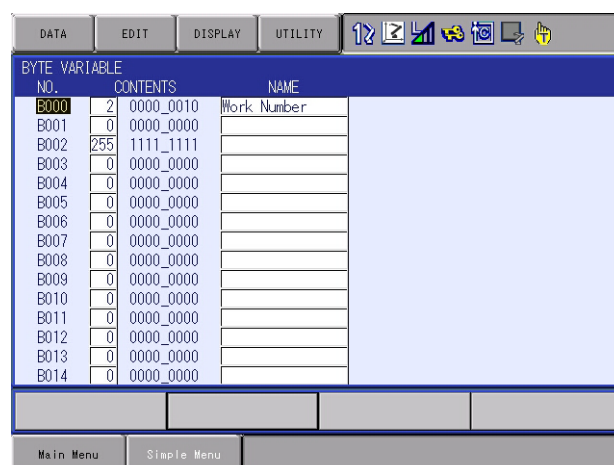 DATA EDIT DISPLAY UTILITY
BYTE VARIABLE
NO. CONTENTS NAME
B000 2 0000_0010 Work Number
B001 0 0000_0000
B002 255 1111_1111
B003 0 0000_0000
B004 0 0000_0000
B005 0 0000_0000
B006 0 0000_0000
B007 0 0000_0000
B008 0 0000_0000
B009 0 0000_0000
B010 0 0000_0000
B011 0 0000_0000
B012 0 0000_0000
B013 0 0000_0000
B014 0 0000_0000
Main Menu Simple Menu